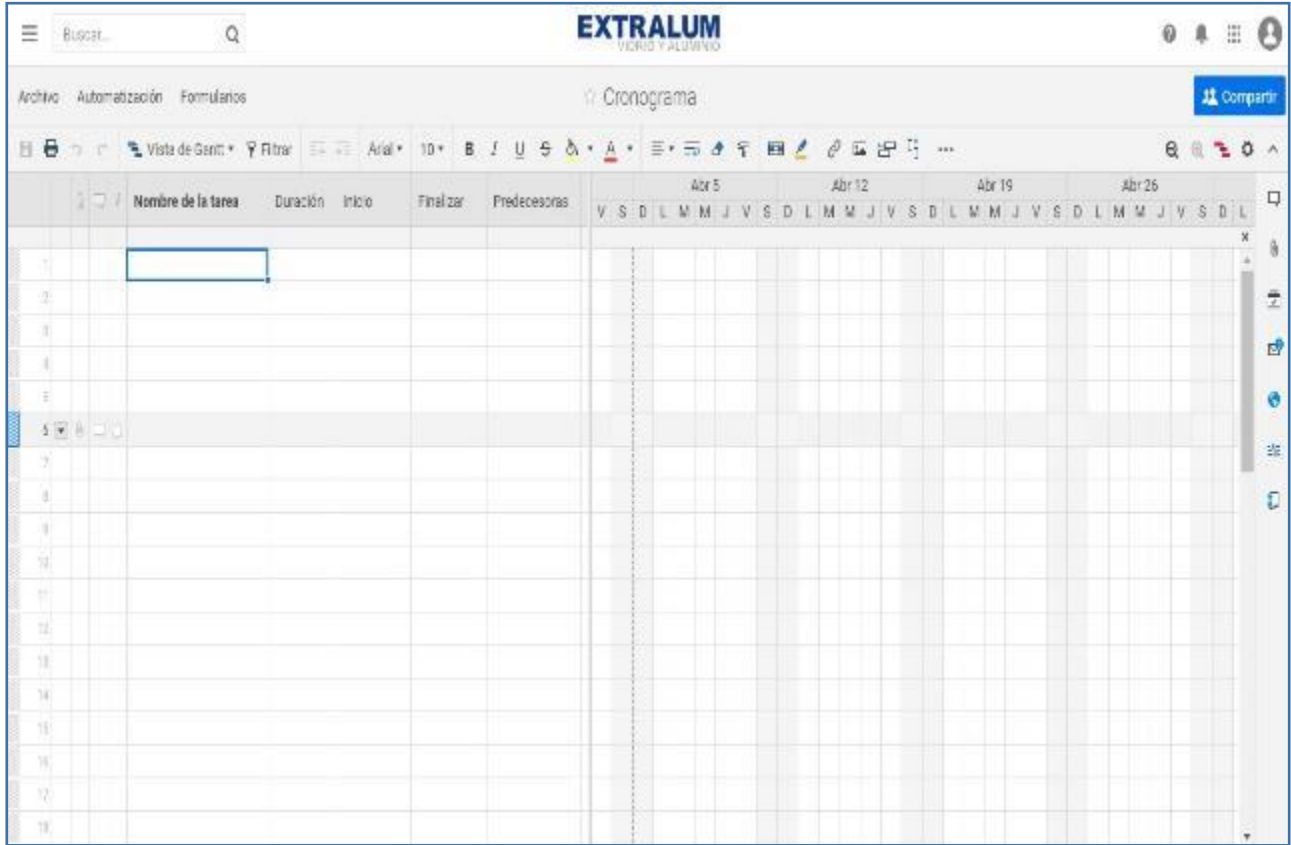 Buscar...
EXTRALUM
VIDRIO Y ALUMINIO
Archivo Automatización Formularios
Cronograma
Compartir
Vista de Gantt Filtrar Arial 10 B I U S A ...
Abr 5 Abr 12 Abr 19 Abr 26
Nombre de la tarea Duración Inicio Finalizar Predecesoras
V S D L M M J V S D L M M J V S D L M M J V S D L M M J V S D L
1
2
3
4
5
6
7
8
9
10
11
12
13
14
15
16
17
18